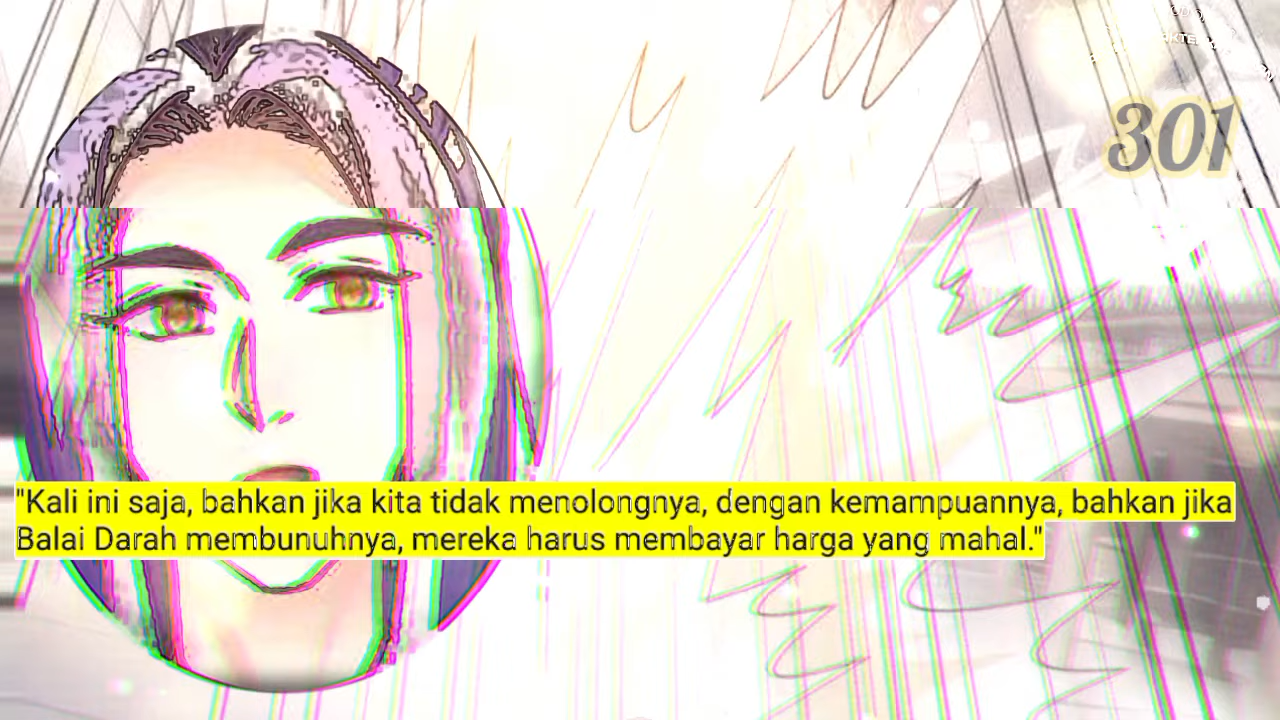 301
"Kali ini saja, bahkan jika kita tidak menolongnya, dengan kemampuannya, bahkan jika
Balai Darah membunuhnya, mereka harus membayar harga yang mahal."